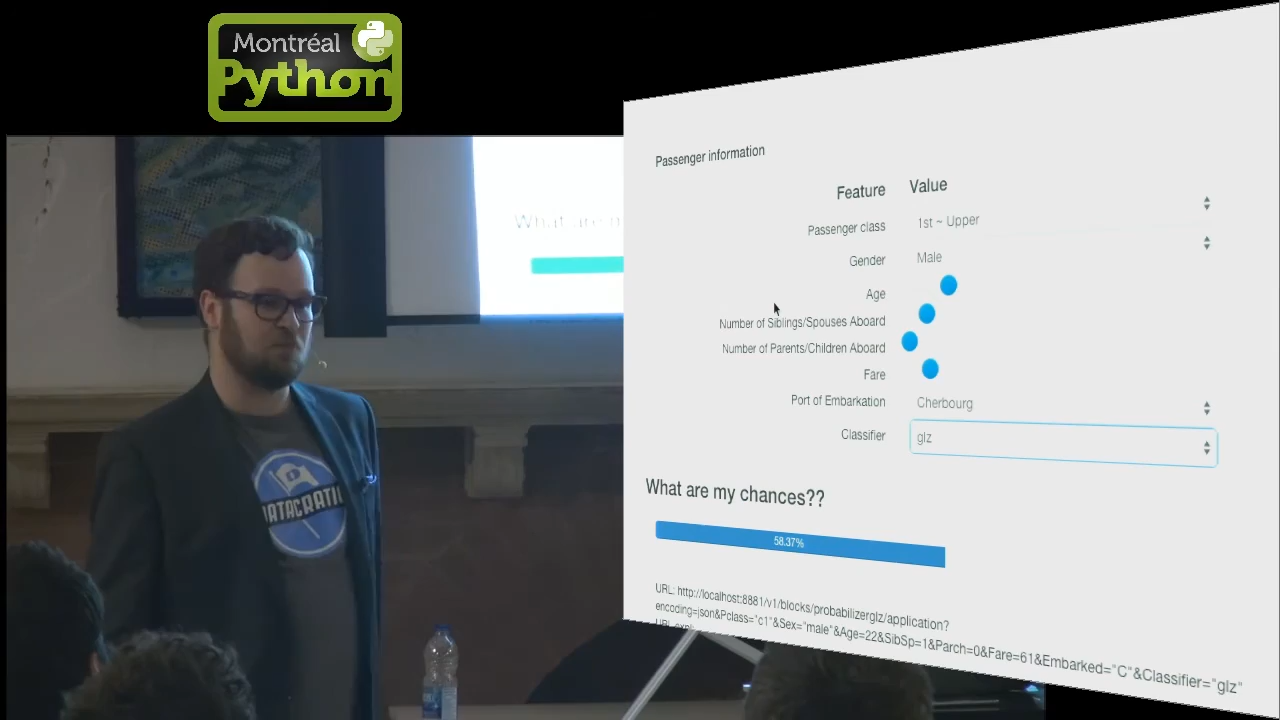 Montréal
Python
What are m
Passenger information
Feature Value
Passenger class 1st ~ Upper
Gender Male
Age
Number of Siblings/Spouses Aboard
Number of Parents/Children Aboard
Fare
Port of Embarkation Cherbourg
Classifier glz
What are my chances??
58.37%
URL: http://localhost:8881/v1/blocks/probabilizerglz/application?
encoding=json&Pclass="c1"&Sex="male"&Age=22&SibSp=1&Parch=0&Fare=61&Embarked="C"&Classifier="glz"
DATACRATIC